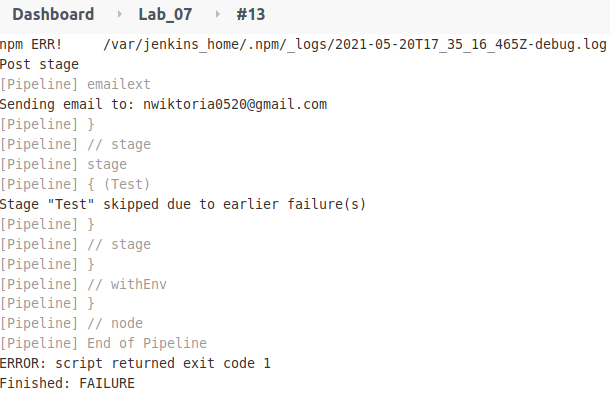 Dashboard Lab_07 #13
npm ERR!     /var/jenkins_home/.npm/_logs/2021-05-20T17_35_16_465Z-debug.log
Post stage
[Pipeline] emailext
Sending email to: nwiktoria0520@gmail.com
[Pipeline] }
[Pipeline] // stage
[Pipeline] stage
[Pipeline] { (Test)
Stage "Test" skipped due to earlier failure(s)
[Pipeline] }
[Pipeline] // stage
[Pipeline] }
[Pipeline] // withEnv
[Pipeline] }
[Pipeline] // node
[Pipeline] End of Pipeline
ERROR: script returned exit code 1
Finished: FAILURE